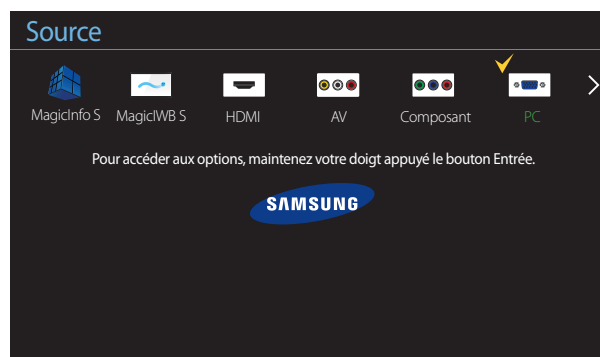 Source
MagicInfo S MagicIWB S HDMI AV Composant PC
Pour accéder aux options, maintenez votre doigt appuyé le bouton Entrée.
SAMSUNG